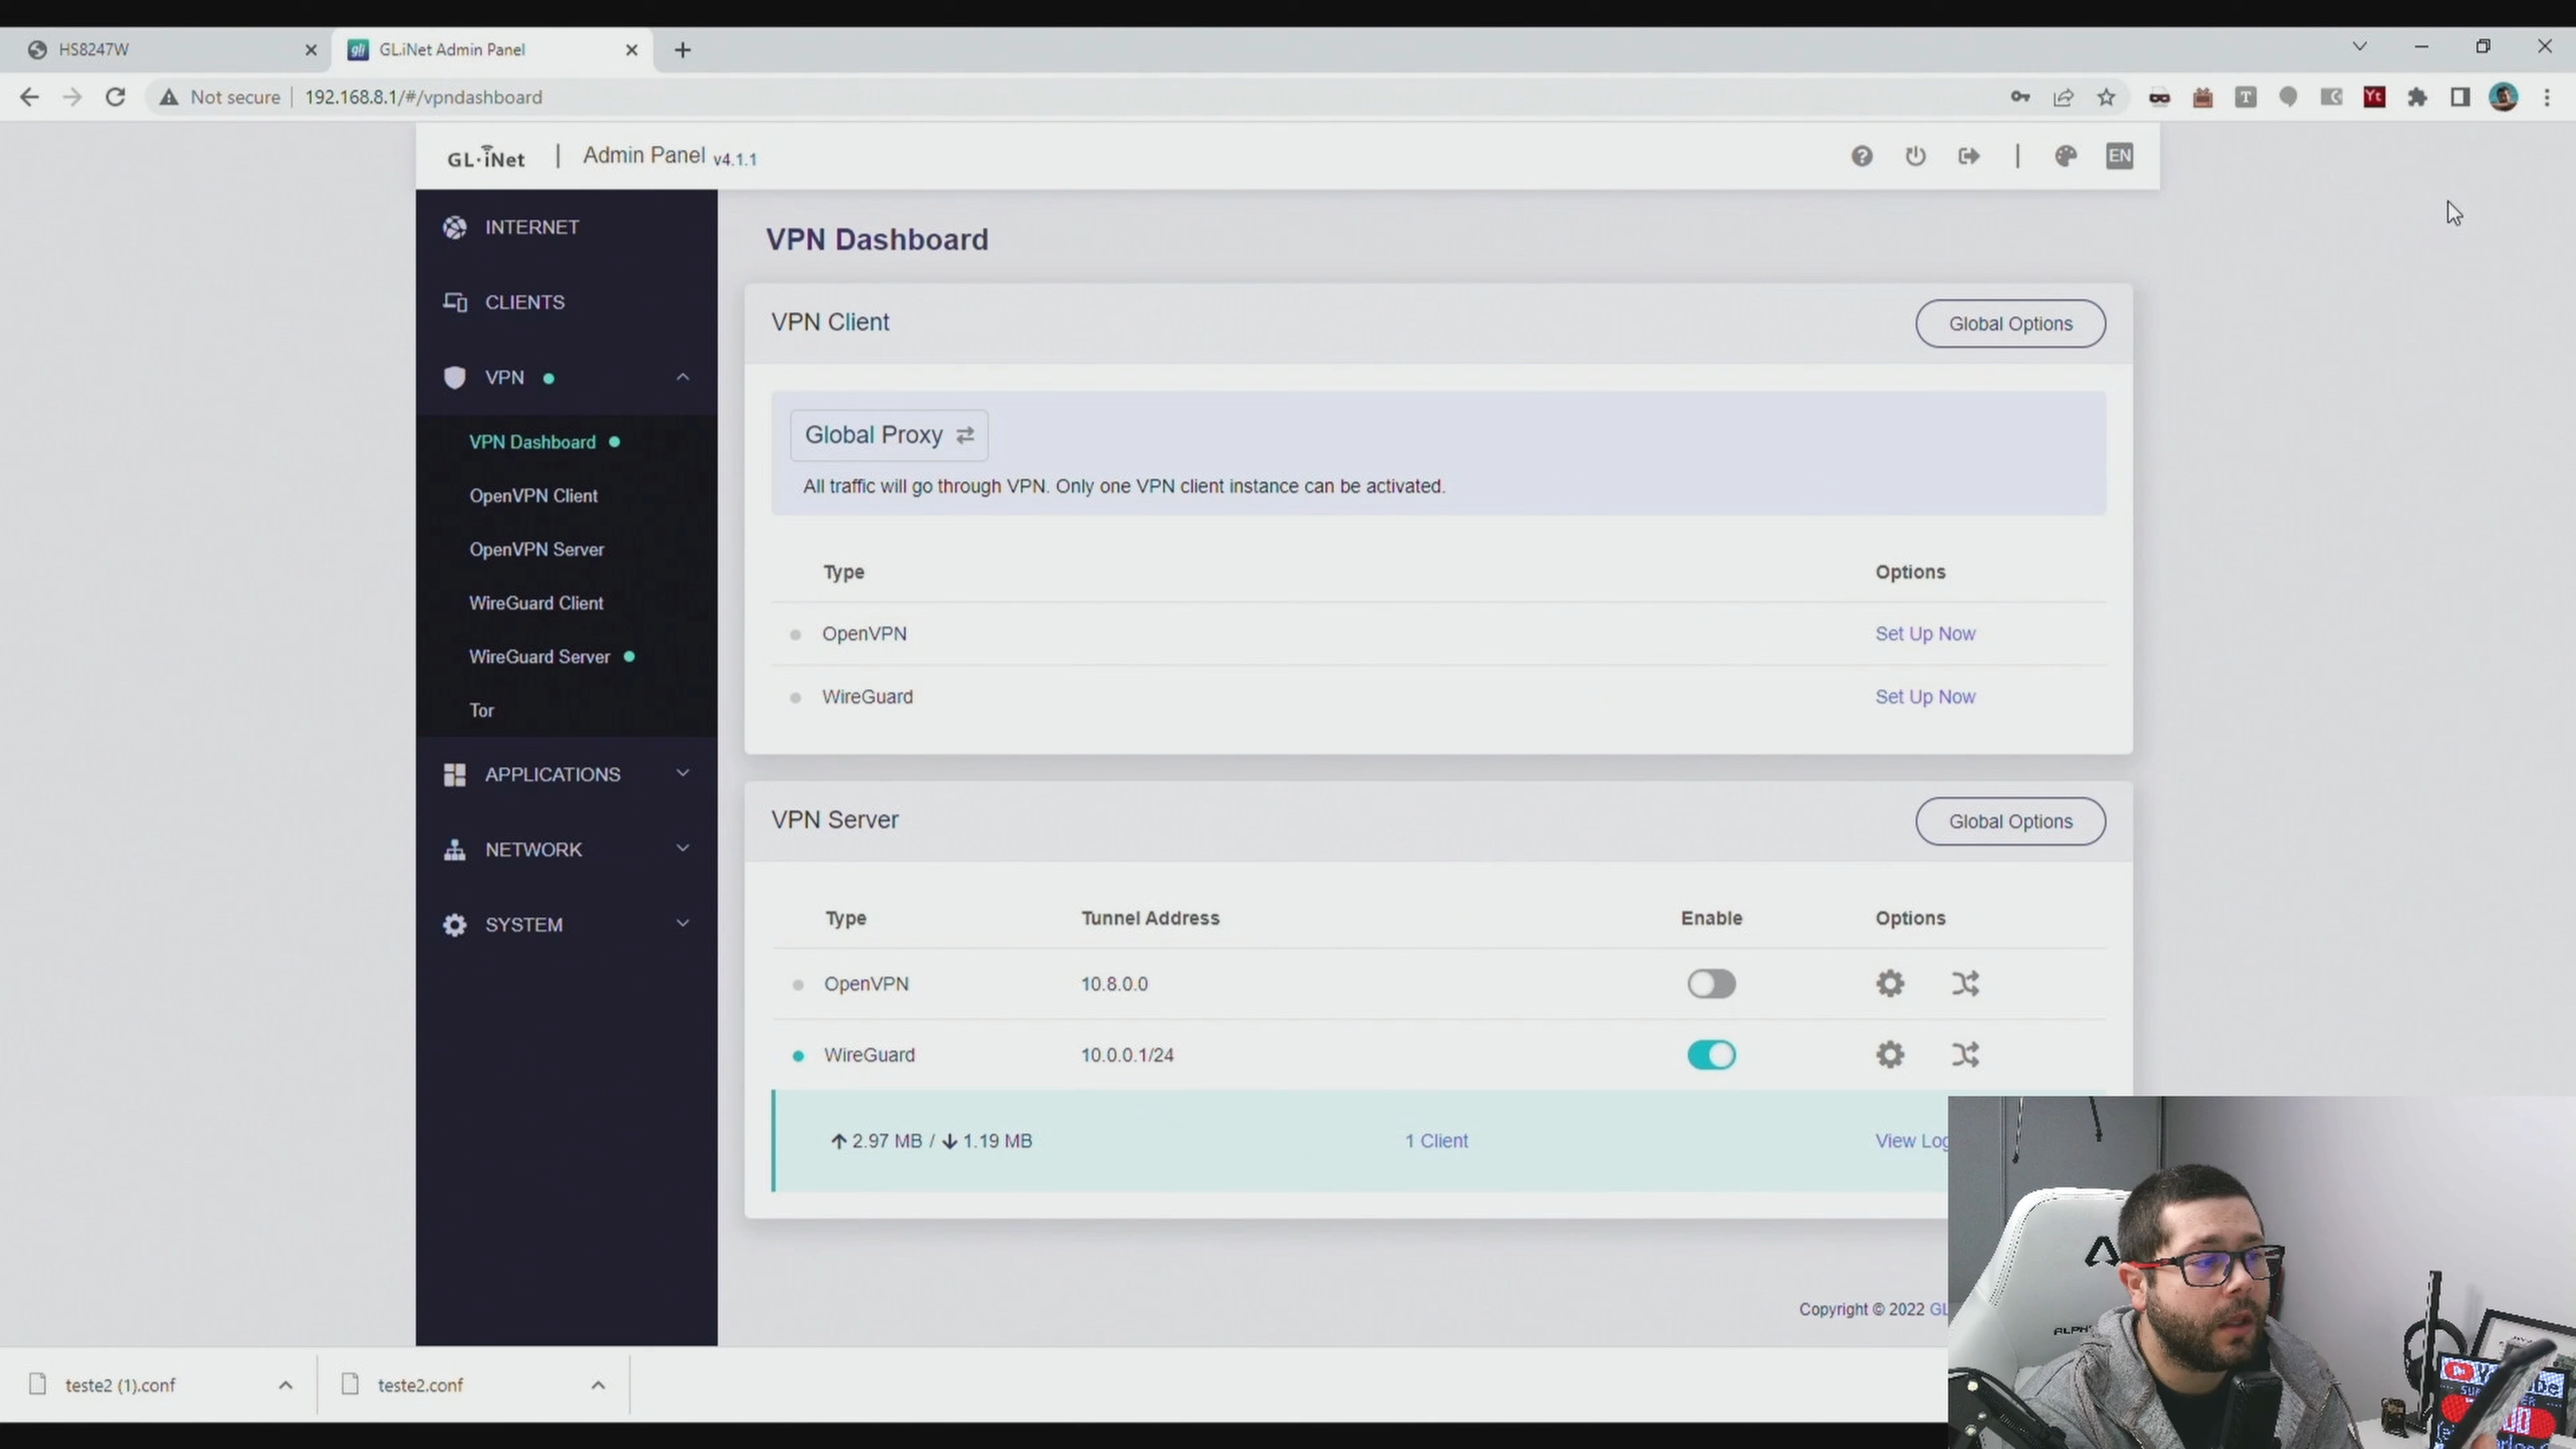 HS8247W
GL.iNet Admin Panel
Not secure 192.168.8.1/#/vpndashboard
GL·iNet Admin Panel v4.1.1
EN
INTERNET
CLIENTS
VPN
VPN Dashboard
OpenVPN Client
OpenVPN Server
WireGuard Client
WireGuard Server
Tor
APPLICATIONS
NETWORK
SYSTEM
VPN Dashboard
VPN Client
Global Options
Global Proxy
All traffic will go through VPN. Only one VPN client instance can be activated.
Type Options
OpenVPN Set Up Now
WireGuard Set Up Now
VPN Server
Global Options
Type Tunnel Address Enable Options
OpenVPN 10.8.0.0
WireGuard 10.0.0.1/24
↑ 2.97 MB / ↓ 1.19 MB 1 Client View Log
Copyright © 2022 GL
teste2 (1).conf
teste2.conf